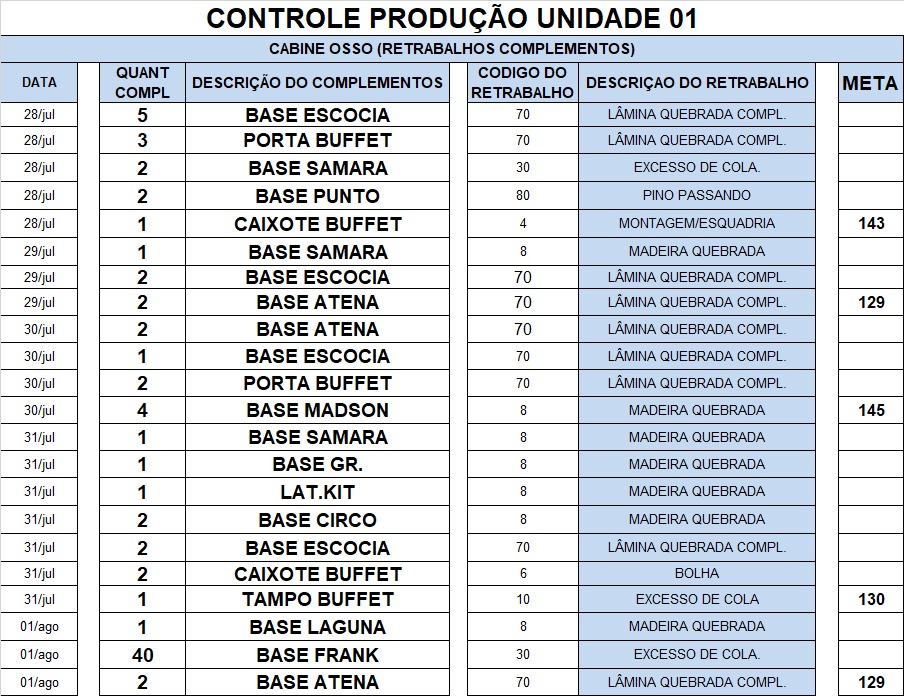 CONTROLE PRODUÇÃO UNIDADE 01
CABINE OSSO (RETRABALHOS COMPLEMENTOS)
DATA QUANT COMPL DESCRIÇÃO DO COMPLEMENTOS CODIGO DO RETRABALHO DESCRIÇAO DO RETRABALHO META
28/jul 5 BASE ESCOCIA 70 LÂMINA QUEBRADA COMPL.
28/jul 3 PORTA BUFFET 70 LÂMINA QUEBRADA COMPL.
28/jul 2 BASE SAMARA 30 EXCESSO DE COLA.
28/jul 2 BASE PUNTO 80 PINO PASSANDO
28/jul 1 CAIXOTE BUFFET 4 MONTAGEM/ESQUADRIA 143
29/jul 1 BASE SAMARA 8 MADEIRA QUEBRADA
29/jul 2 BASE ESCOCIA 70 LÂMINA QUEBRADA COMPL.
29/jul 2 BASE ATENA 70 LÂMINA QUEBRADA COMPL. 129
30/jul 2 BASE ATENA 70 LÂMINA QUEBRADA COMPL.
30/jul 1 BASE ESCOCIA 70 LÂMINA QUEBRADA COMPL.
30/jul 2 PORTA BUFFET 70 LÂMINA QUEBRADA COMPL.
30/jul 4 BASE MADSON 8 MADEIRA QUEBRADA 145
31/jul 1 BASE SAMARA 8 MADEIRA QUEBRADA
31/jul 1 BASE GR. 8 MADEIRA QUEBRADA
31/jul 1 LAT.KIT 8 MADEIRA QUEBRADA
31/jul 2 BASE CIRCO 8 MADEIRA QUEBRADA
31/jul 2 BASE ESCOCIA 70 LÂMINA QUEBRADA COMPL.
31/jul 2 CAIXOTE BUFFET 6 BOLHA
31/jul 1 TAMPO BUFFET 10 EXCESSO DE COLA 130
01/ago 1 BASE LAGUNA 8 MADEIRA QUEBRADA
01/ago 40 BASE FRANK 30 EXCESSO DE COLA.
01/ago 2 BASE ATENA 70 LÂMINA QUEBRADA COMPL. 129